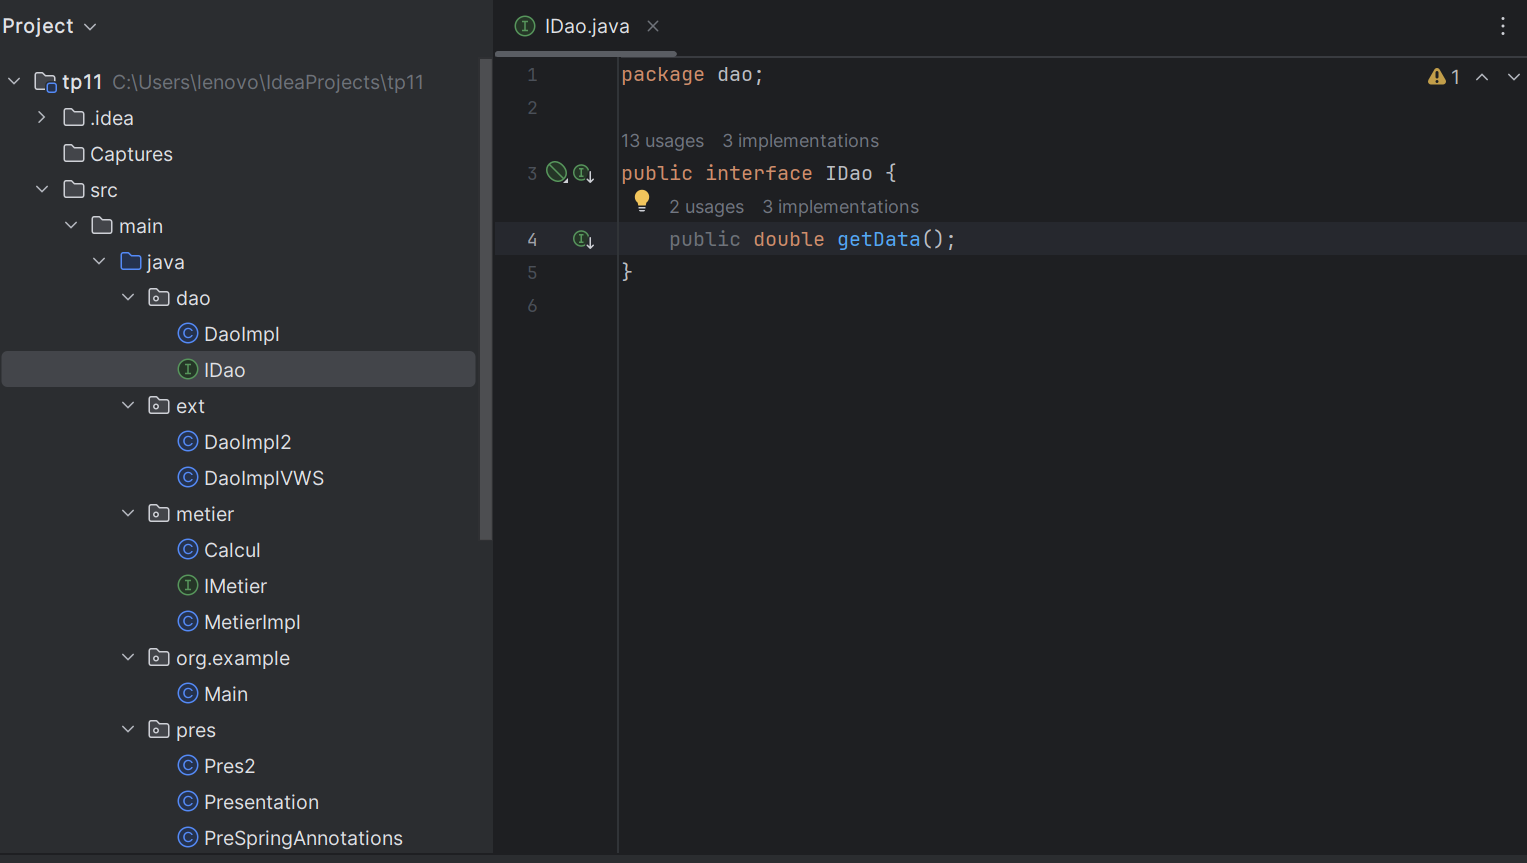 Project
tp11 C:\Users\lenovo\IdeaProjects\tp11
.idea
Captures
src
main
java
dao
DaoImpl
IDao
ext
DaoImpl2
DaoImplVWS
metier
Calcul
IMetier
MetierImpl
org.example
Main
pres
Pres2
Presentation
PreSpringAnnotations
IDao.java
1 package dao;
1
2
13 usages 3 implementations
3 public interface IDao {
2 usages 3 implementations
4 public double getData();
5 }
6